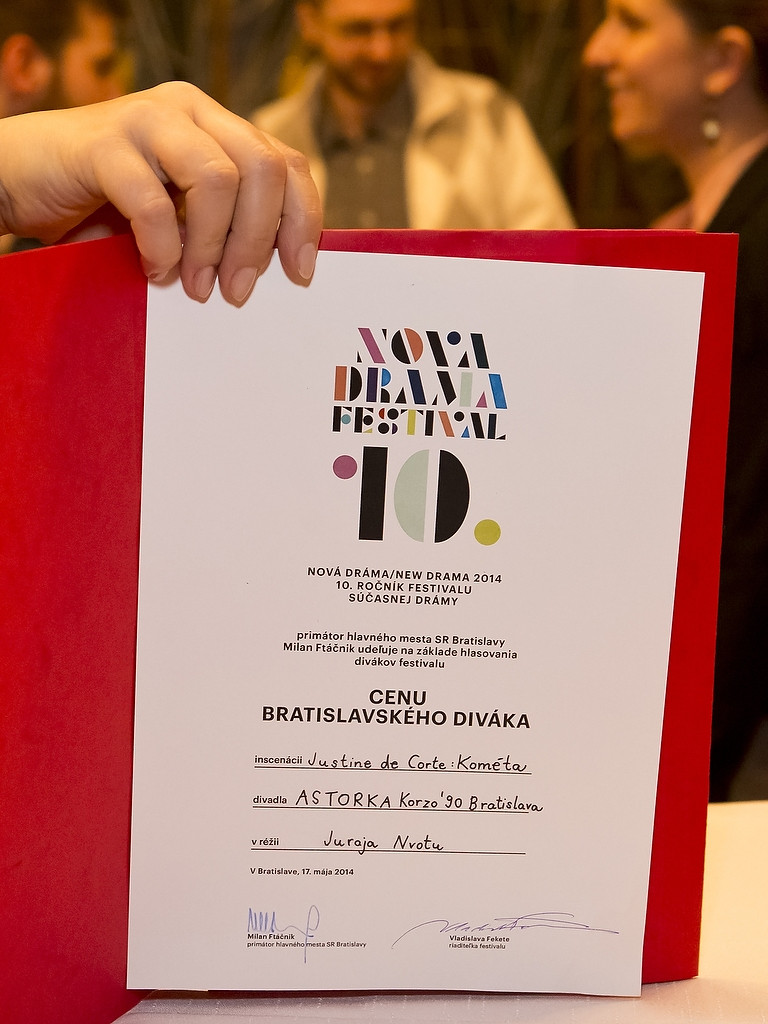 NOVA
DRAMA
FESTIVAL
10.
NOVÁ DRÁMA/NEW DRAMA 2014
10. ROČNÍK FESTIVALU
SÚČASNEJ DRÁMY
primátor hlavného mesta SR Bratislavy
Milan Ftáčnik udeľuje na základe hlasovania
divákov festivalu
CENU
BRATISLAVSKÉHO DIVÁKA
inscenácii Justine de Corte: Kométa
divadla ASTORKA Korzo '90 Bratislava
v réžii Juraja Nvotu
V Bratislave, 17. mája 2014
Milan Ftáčnik
primátor hlavného mesta SR Bratislavy
Vladislava Fekete
riaditeľka festivalu